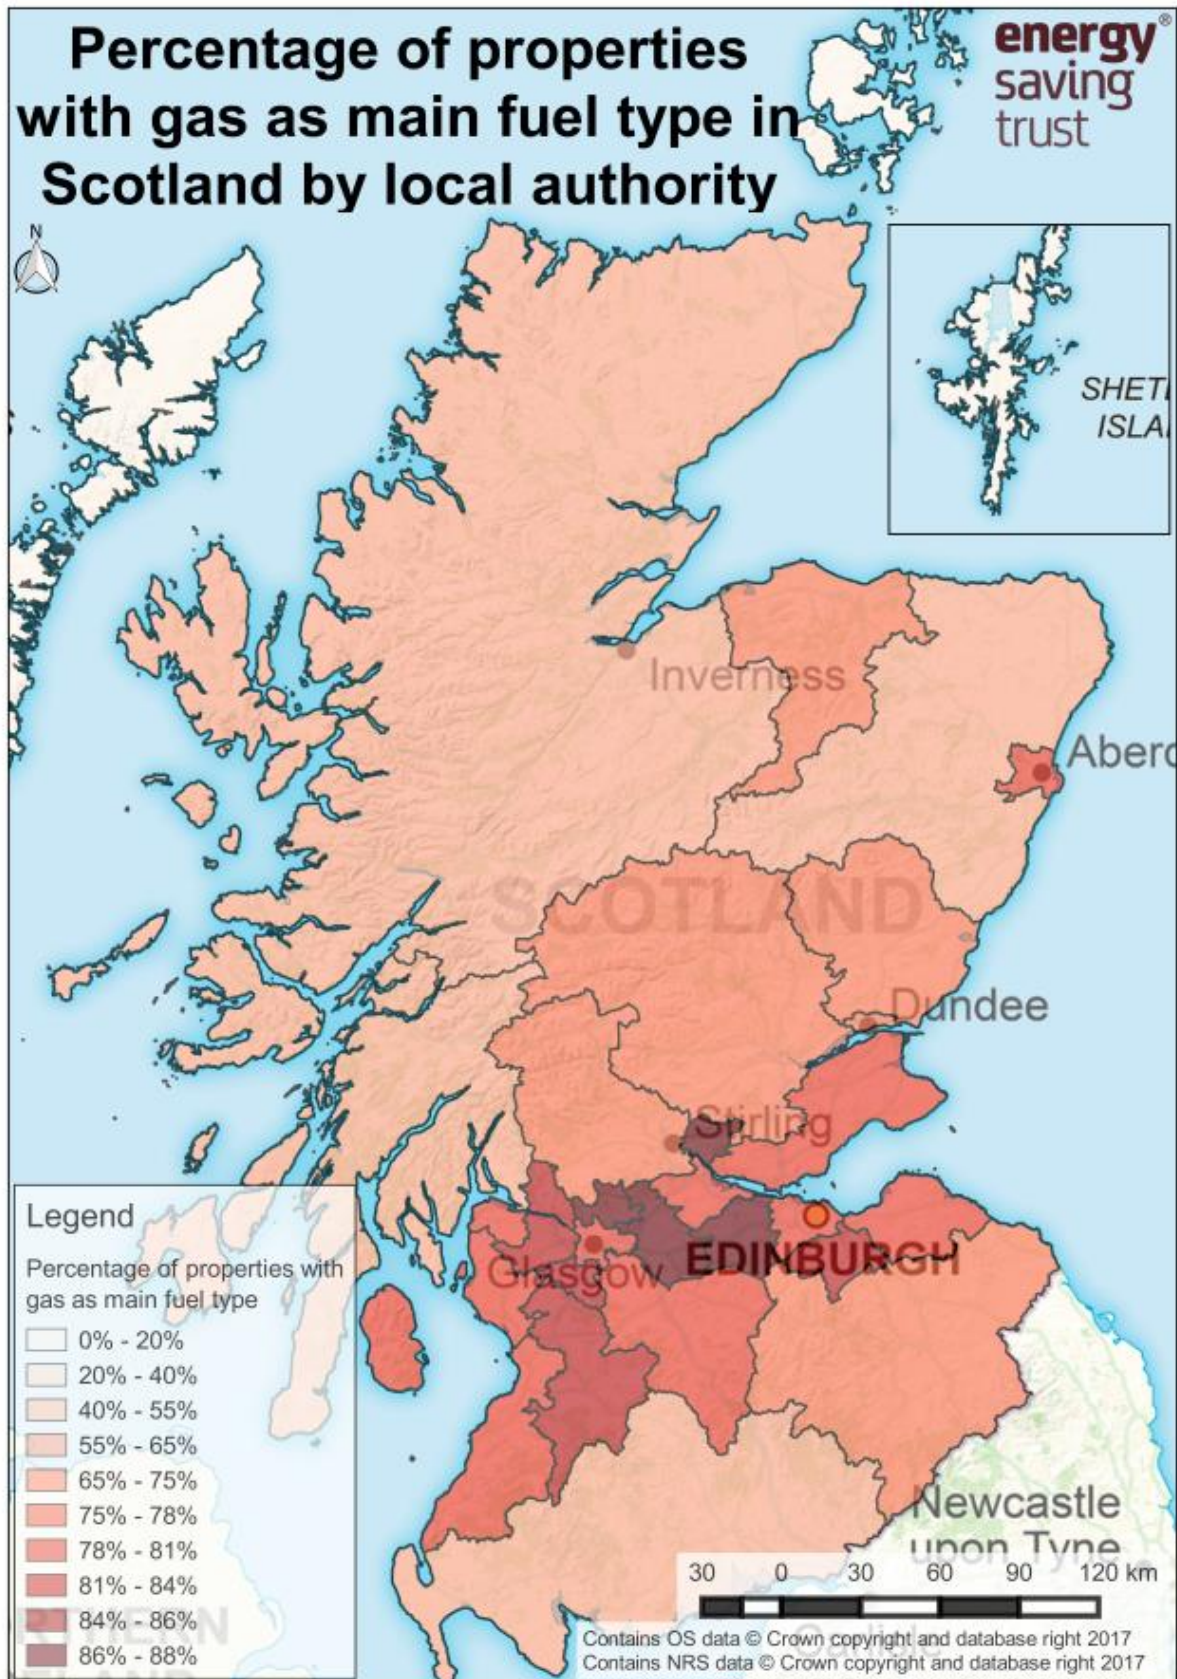 Percentage of properties
with gas as main fuel type in
Scotland by local authority
energy®
saving
trust
N
SHETL
ISLA
Inverness
Aberd
SCOTLAND
Dundee
Stirling
Glasgow
EDINBURGH
Legend
Percentage of properties with
gas as main fuel type
0% - 20%
20% - 40%
40% - 55%
55% - 65%
65% - 75%
75% - 78%
78% - 81%
81% - 84%
84% - 86%
86% - 88%
Newcastle
upon Tyne
30 0 30 60 90 120 km
Contains OS data © Crown copyright and database right 2017
Contains NRS data © Crown copyright and database right 2017